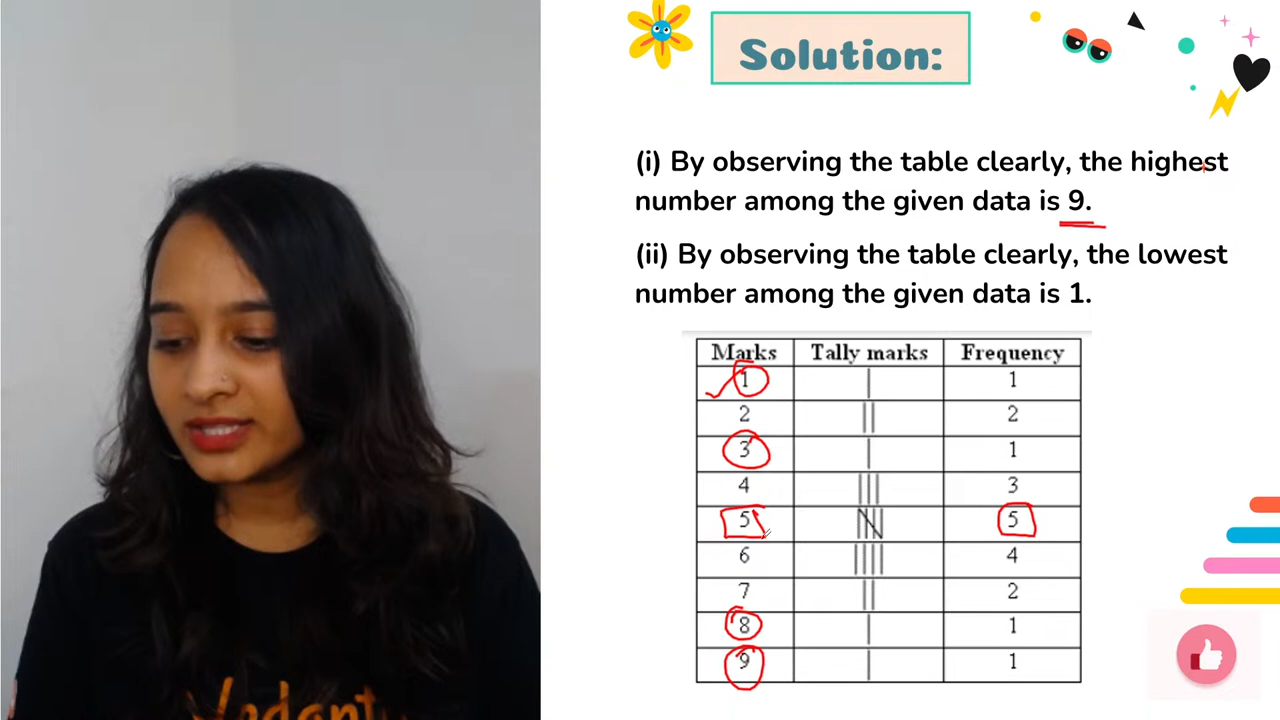 Solution:
(i) By observing the table clearly, the highest
number among the given data is 9.
(ii) By observing the table clearly, the lowest
number among the given data is 1.
Marks Tally marks Frequency
1 | 1
2 || 2
3 | 1
4 ||| 3
5 5
6 |||| 4
7 || 2
8 | 1
9 | 1
Vedantu